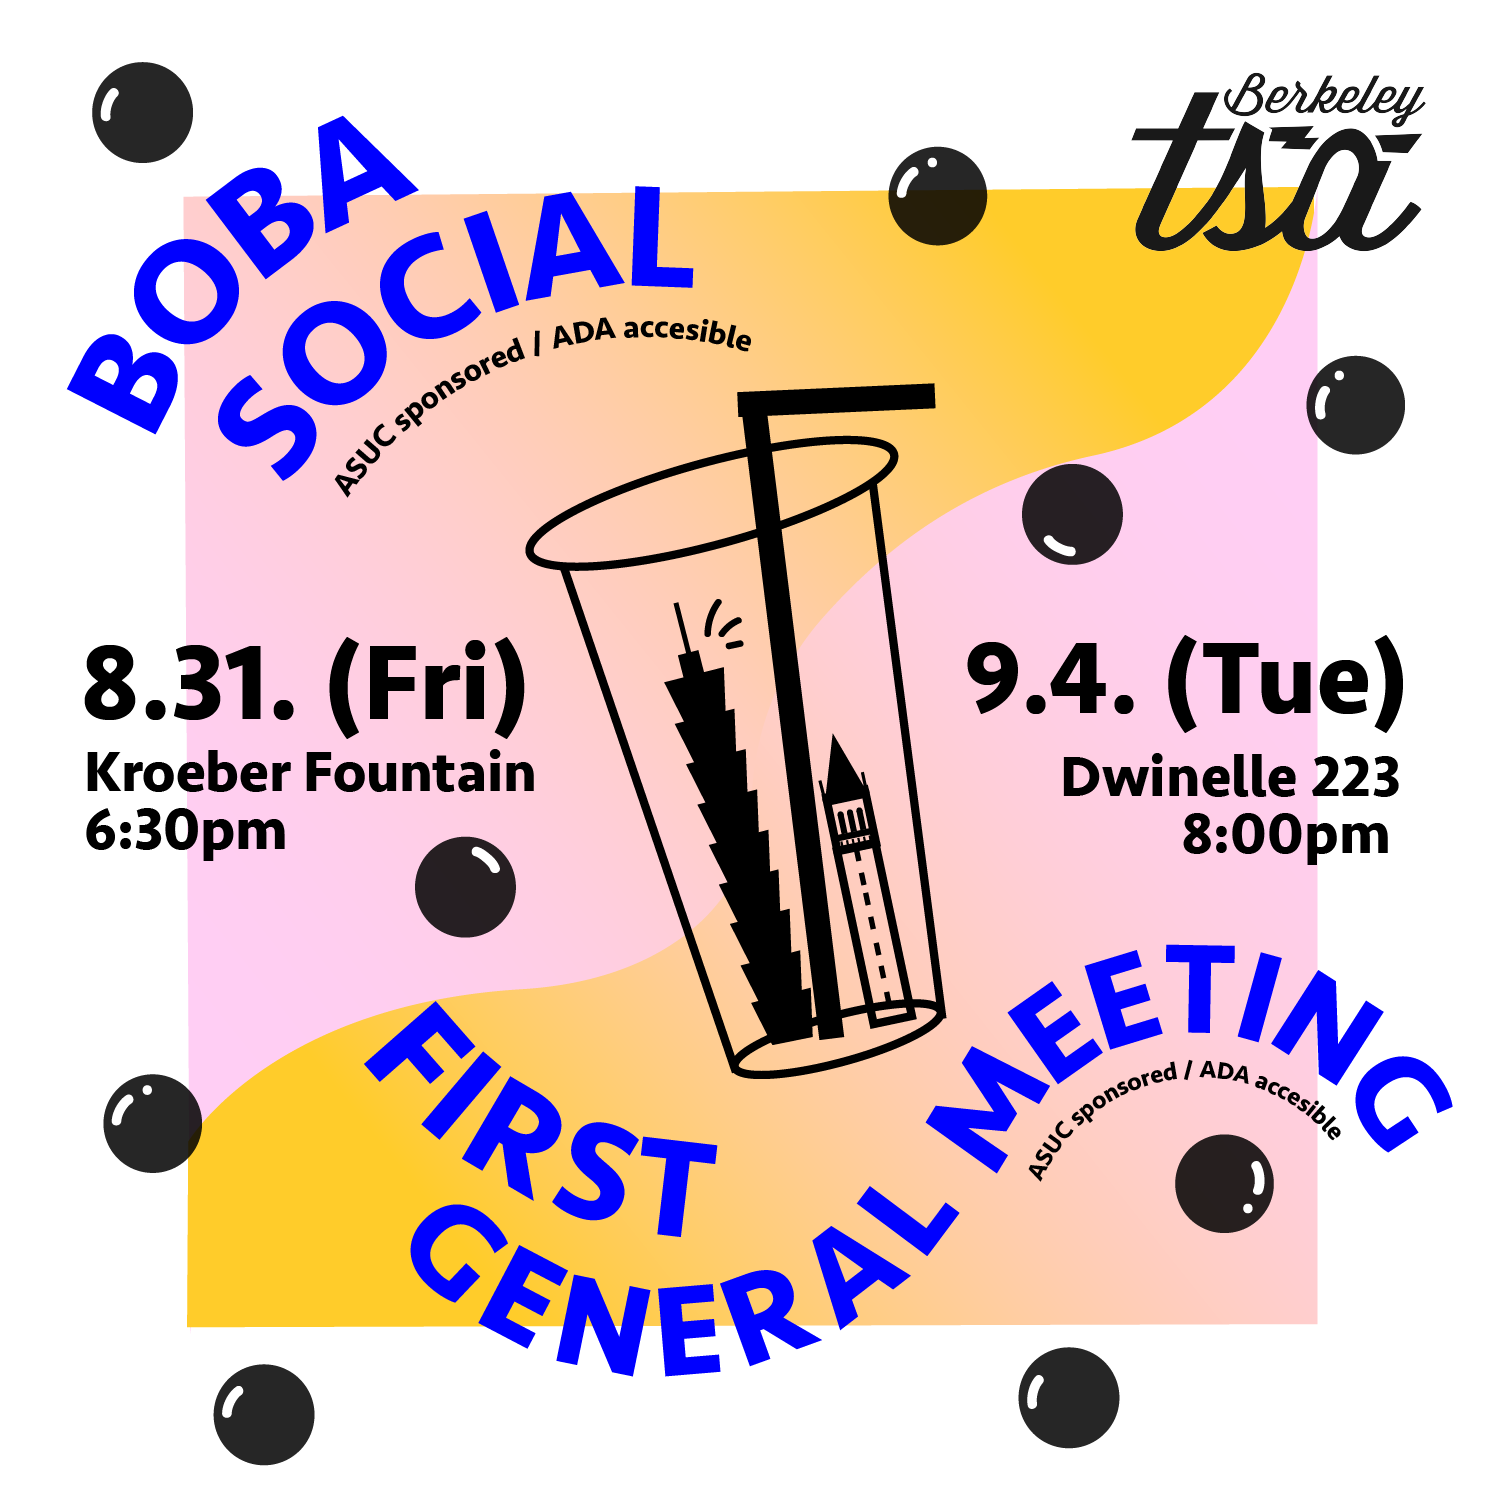 Berkeley
tsa
BOBA
SOCIAL
ASUC sponsored / ADA accesible
8.31. (Fri)
Kroeber Fountain
6:30pm
9.4. (Tue)
Dwinelle 223
8:00pm
FIRST
GENERAL MEETING
ASUC sponsored / ADA accesible